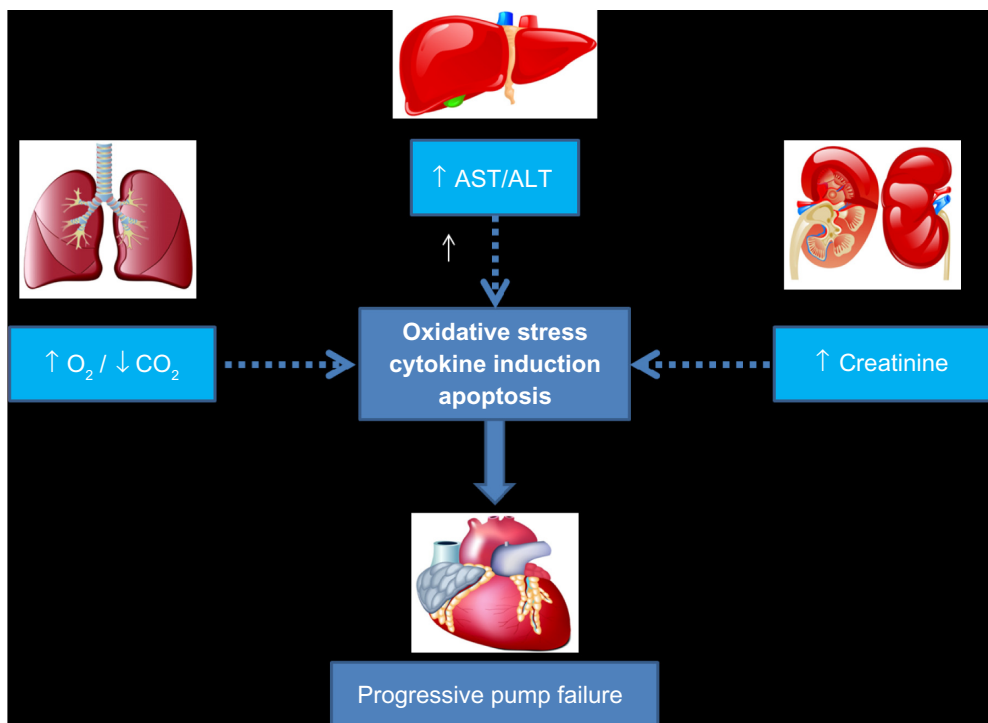 ↑ AST/ALT
↑
↑ O₂ / ↓ CO₂
Oxidative stress
cytokine induction
apoptosis
↑ Creatinine
Progressive pump failure